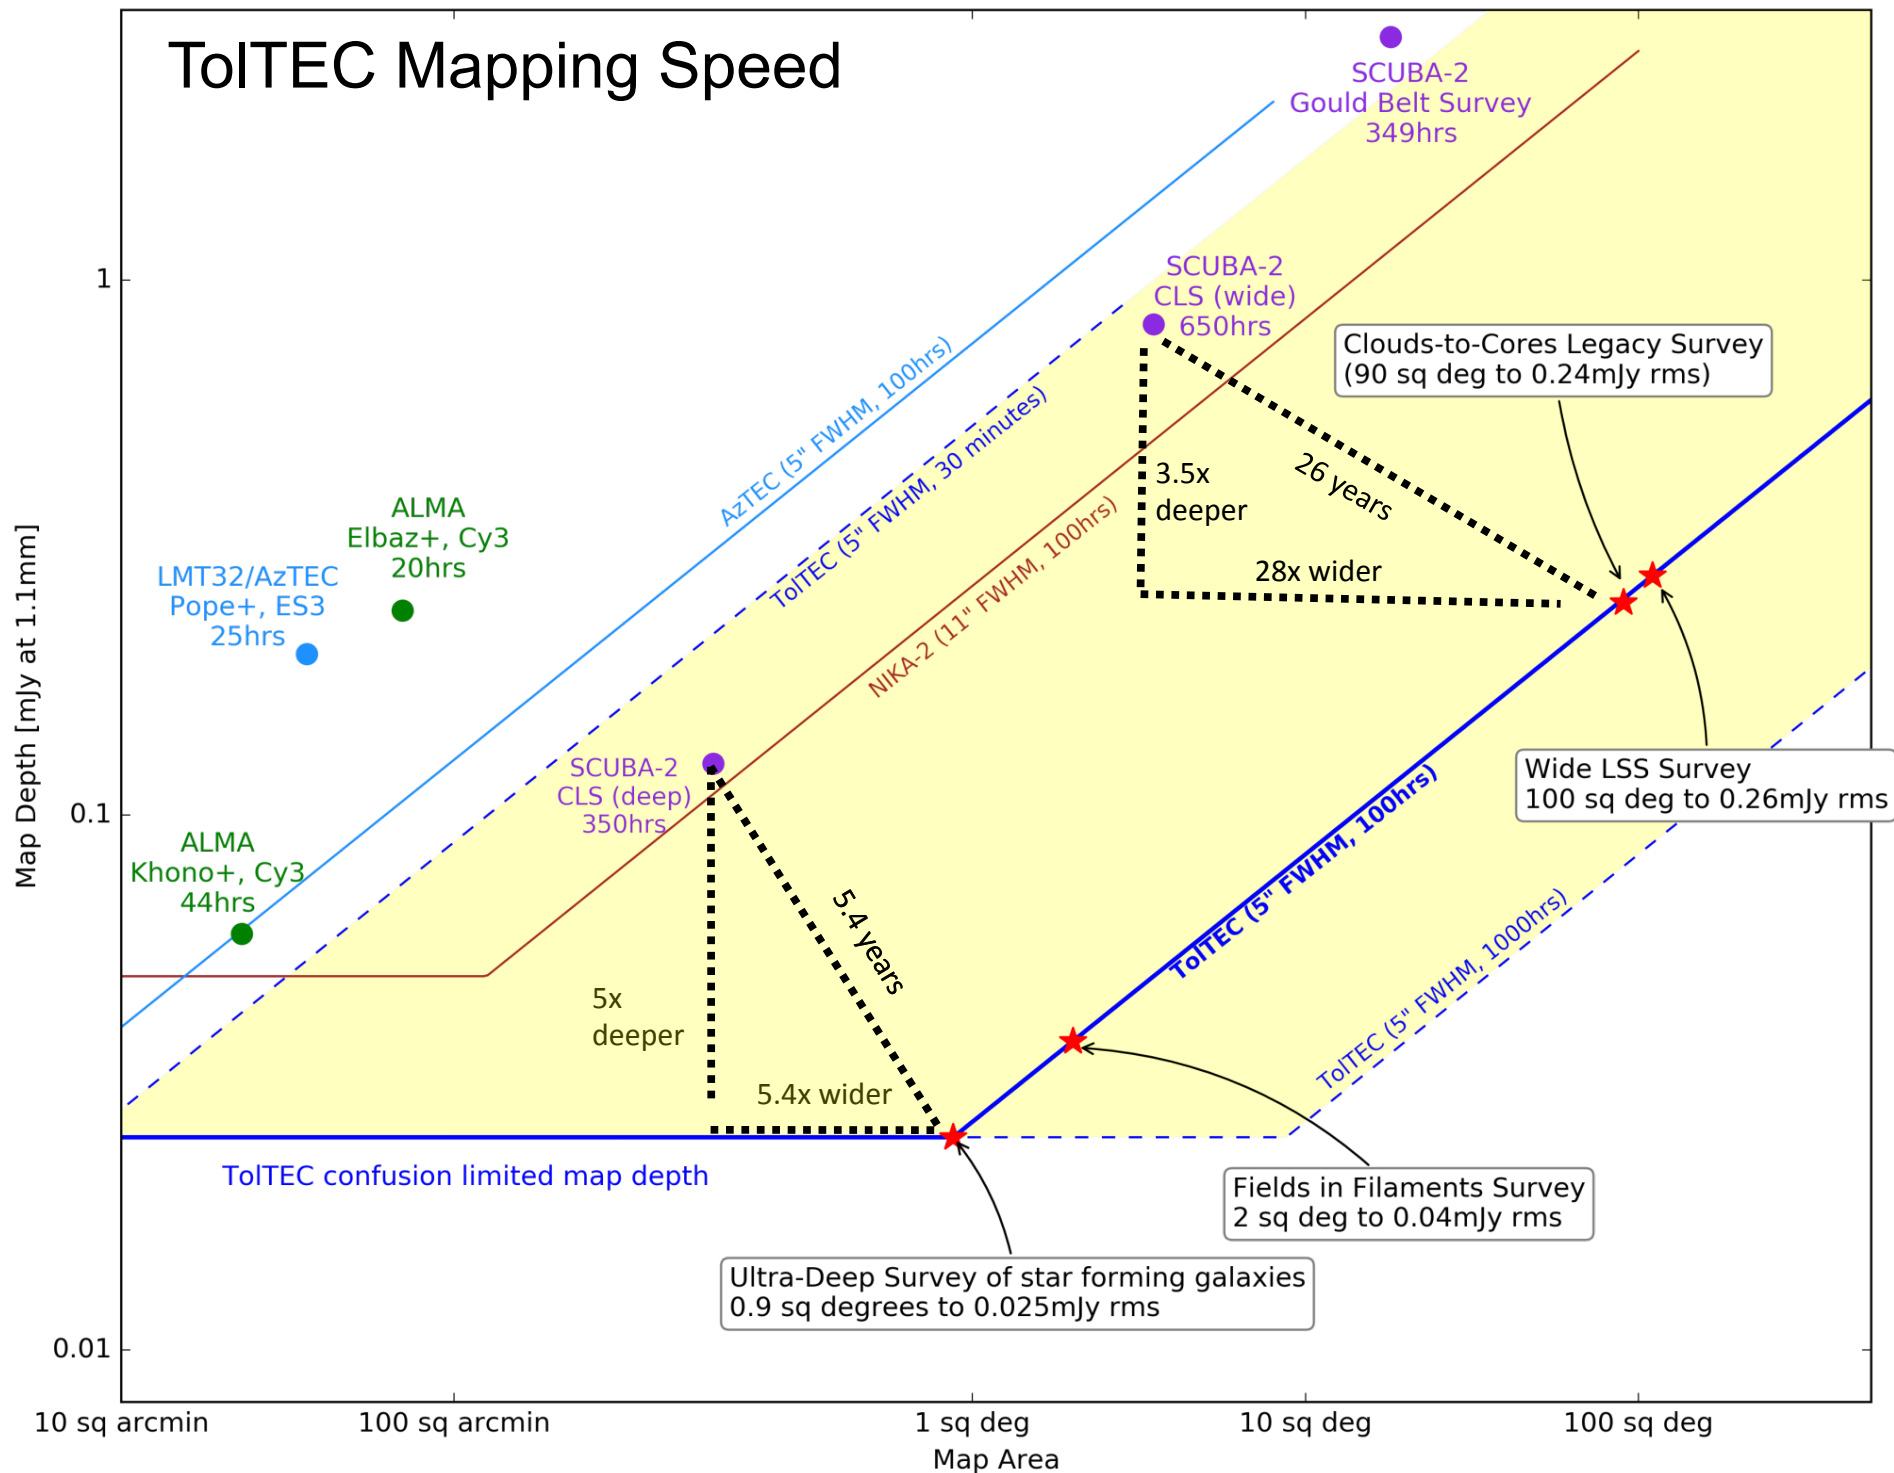 TolTEC Mapping Speed
SCUBA-2
Gould Belt Survey
349hrs
1
SCUBA-2
CLS (wide)
650hrs
Clouds-to-Cores Legacy Survey
(90 sq deg to 0.24mJy rms)
AzTEC (5" FWHM, 100hrs)
TolTEC (5" FWHM, 30 minutes)
NIKA-2 (11" FWHM, 100hrs)
3.5x
deeper
26 years
28x wider
ALMA
Elbaz+, Cy3
20hrs
LMT32/AzTEC
Pope+, ES3
25hrs
Map Depth [mJy at 1.1mm]
SCUBA-2
CLS (deep)
350hrs
Wide LSS Survey
100 sq deg to 0.26mJy rms
0.1
ALMA
Khono+, Cy3
44hrs
5.4 years
5x
deeper
5.4x wider
TolTEC (5" FWHM, 100hrs)
TolTEC (5" FWHM, 1000hrs)
TolTEC confusion limited map depth
Fields in Filaments Survey
2 sq deg to 0.04mJy rms
Ultra-Deep Survey of star forming galaxies
0.9 sq degrees to 0.025mJy rms
0.01
10 sq arcmin
100 sq arcmin
1 sq deg
10 sq deg
100 sq deg
Map Area